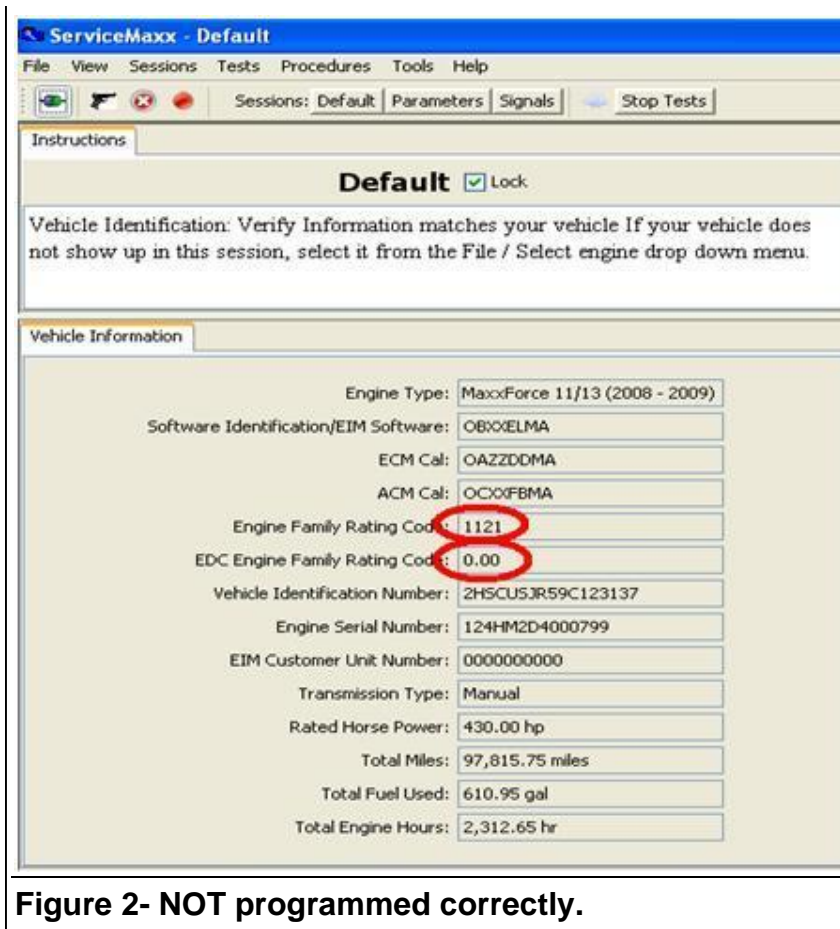 ServiceMaxx - Default
File View Sessions Tests Procedures Tools Help
Sessions: Default Parameters Signals Stop Tests
Instructions
Default Lock
Vehicle Identification: Verify Information matches your vehicle If your vehicle does
not show up in this session, select it from the File / Select engine drop down menu.
Vehicle Information
Engine Type: MaxxForce 11/13 (2008 - 2009)
Software Identification/EIM Software: OBXXELMA
ECM Cal: OAZZDDMA
ACM Cal: OCXXFBMA
Engine Family Rating Code: 1121
EDC Engine Family Rating Code: 0.00
Vehicle Identification Number: 2HSCUSJR59C123137
Engine Serial Number: 124HM2D4000799
EIM Customer Unit Number: 0000000000
Transmission Type: Manual
Rated Horse Power: 430.00 hp
Total Miles: 97,815.75 miles
Total Fuel Used: 610.95 gal
Total Engine Hours: 2,312.65 hr
Figure 2- NOT programmed correctly.